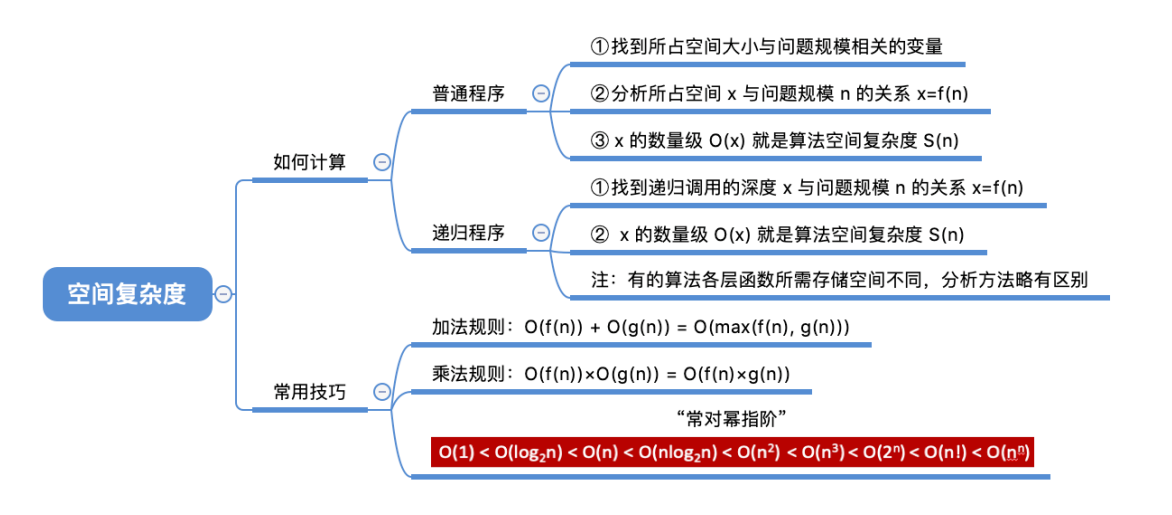 空间复杂度
如何计算
普通程序
①找到所占空间大小与问题规模相关的变量
②分析所占空间 x 与问题规模 n 的关系 x=f(n)
③ x 的数量级 O(x) 就是算法空间复杂度 S(n)
递归程序
①找到递归调用的深度 x 与问题规模 n 的关系 x=f(n)
② x 的数量级 O(x) 就是算法空间复杂度 S(n)
注：有的算法各层函数所需存储空间不同，分析方法略有区别
常用技巧
加法规则：O(f(n)) + O(g(n)) = O(max(f(n), g(n)))
乘法规则：O(f(n))×O(g(n)) = O(f(n)×g(n))
“常对幂指阶”
O(1) < O(log₂n) < O(n) < O(nlog₂n) < O(n²) < O(n³) < O(2ⁿ) < O(n!) < O(nⁿ)